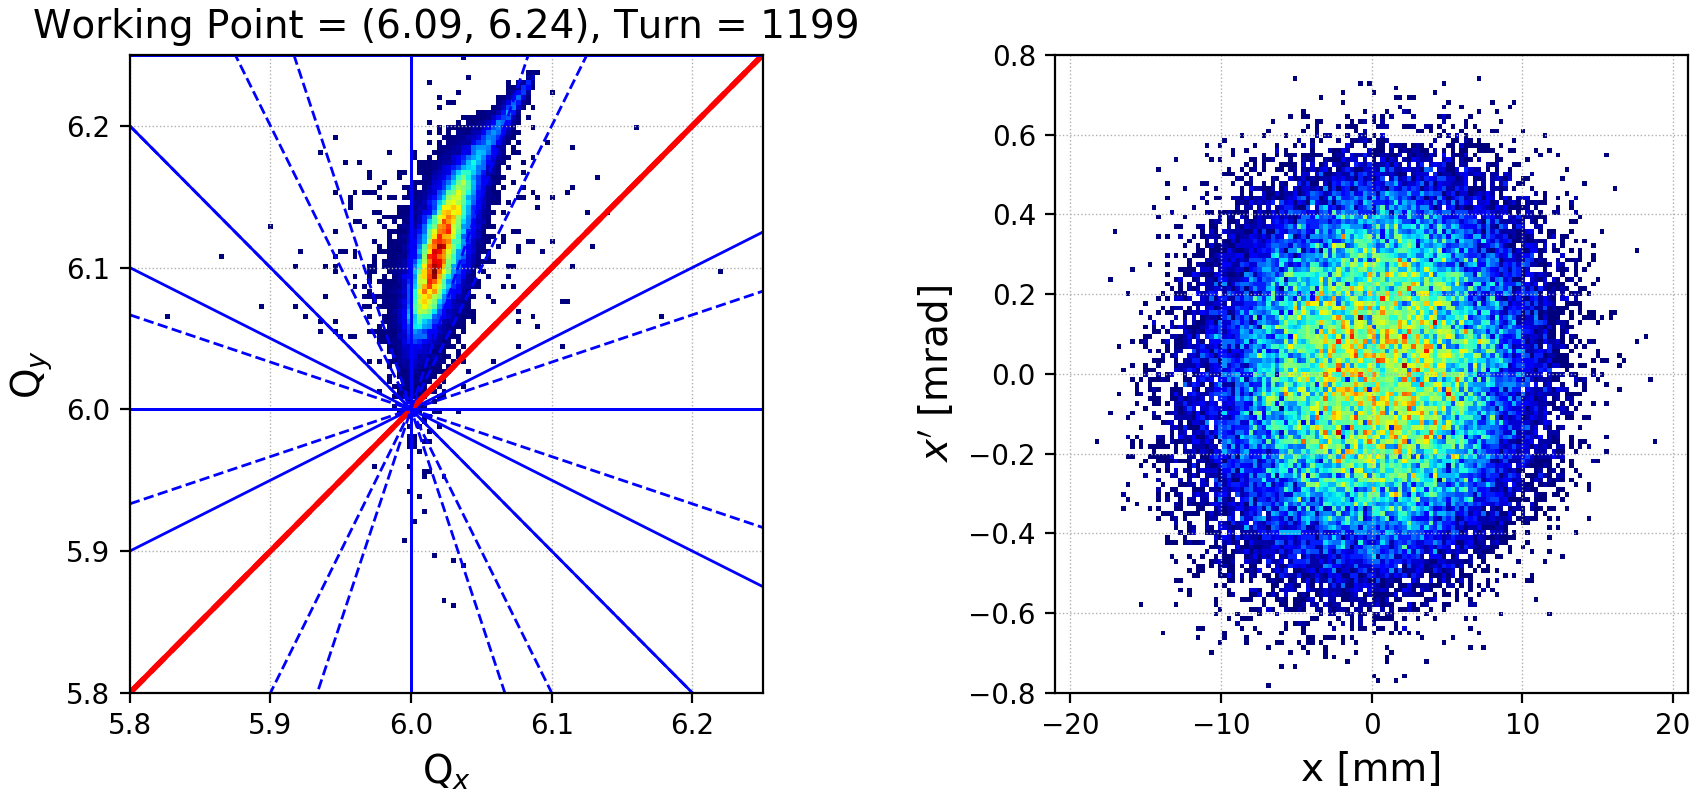 Working Point = (6.09, 6.24), Turn = 1199
6.2
6.1
6.0
5.9
5.8
Qy
5.8 5.9 6.0 6.1 6.2
Qx
0.8
0.6
0.4
0.2
0.0
−0.2
−0.4
−0.6
−0.8
x′ [mrad]
−20 −10 0 10 20
x [mm]